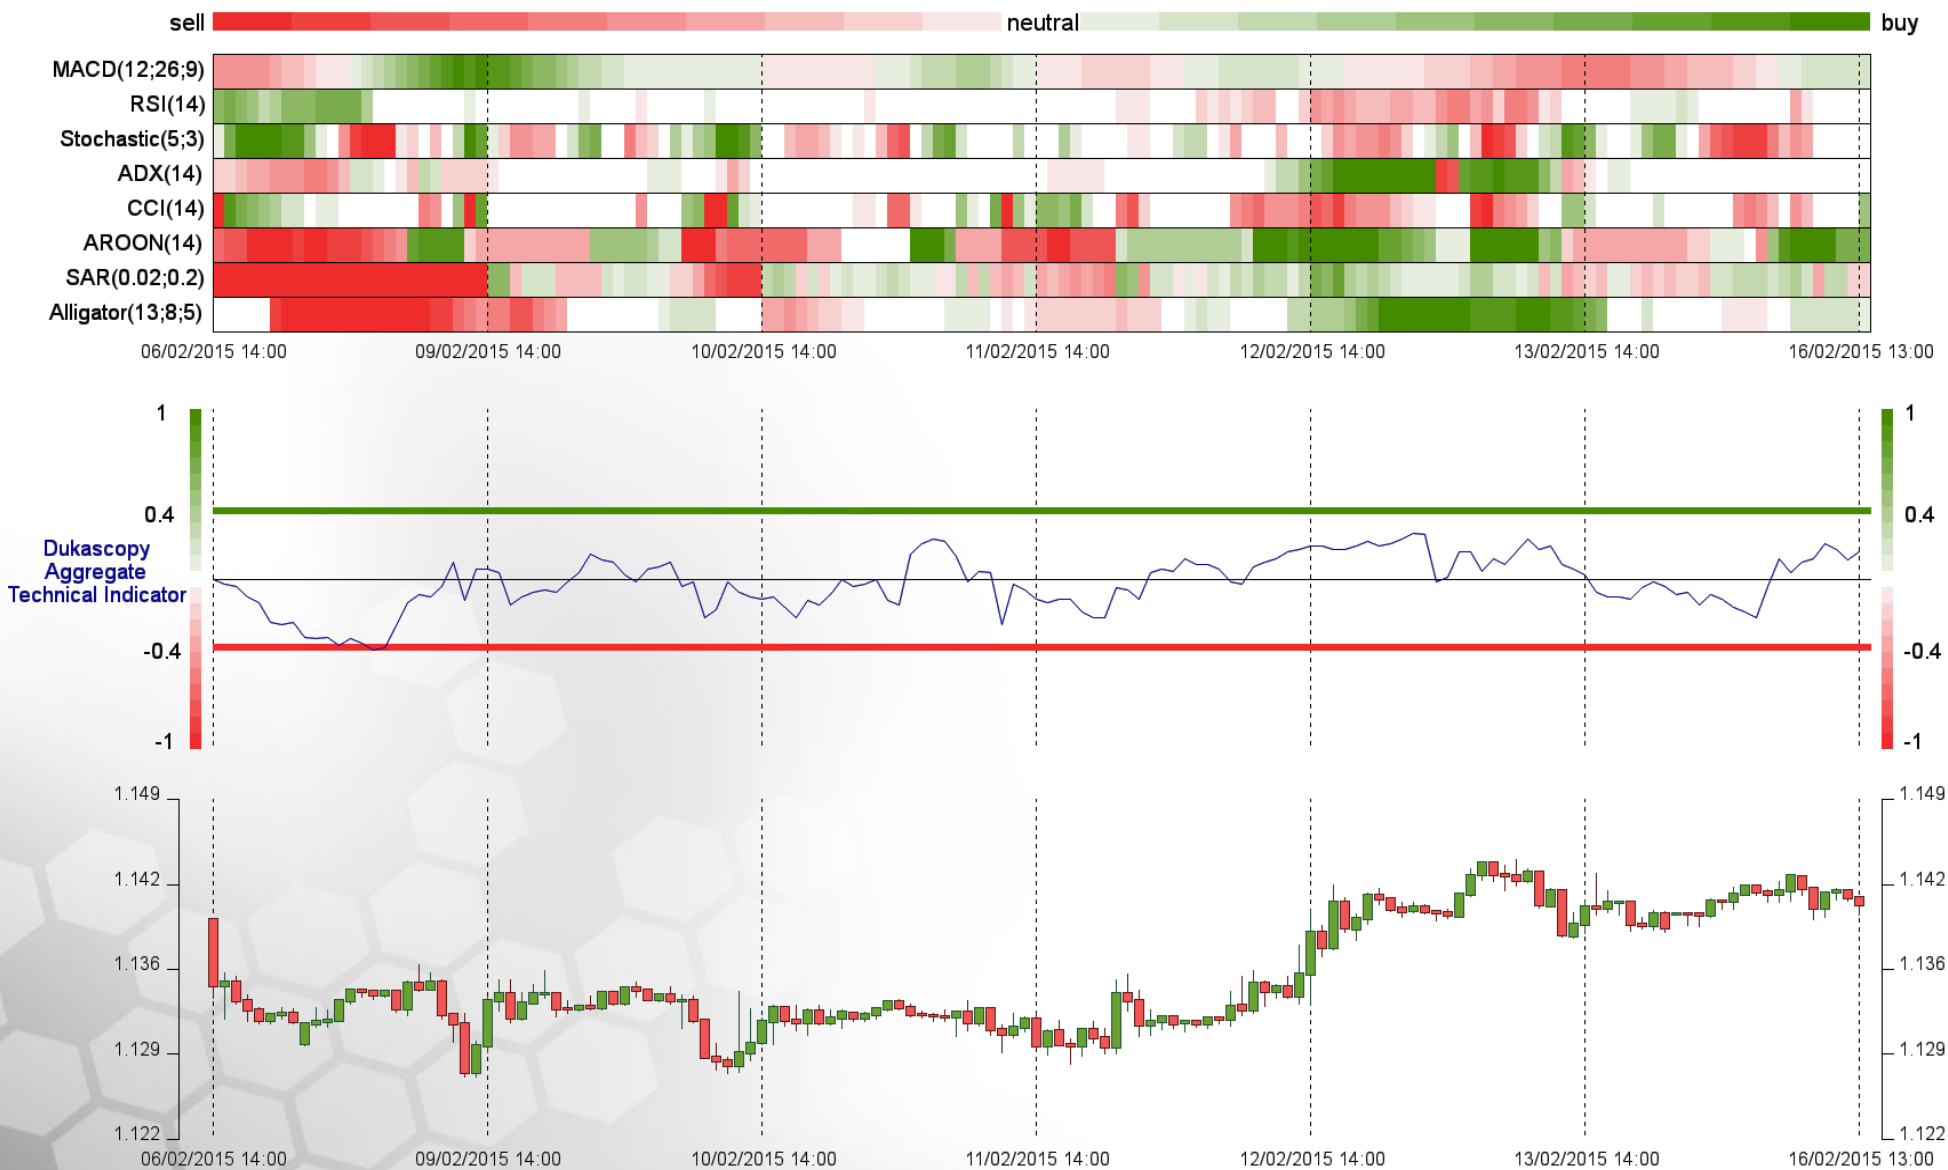 sell neutral buy
MACD(12;26;9)
RSI(14)
Stochastic(5;3)
ADX(14)
CCI(14)
AROON(14)
SAR(0.02;0.2)
Alligator(13;8;5)
06/02/2015 14:00 09/02/2015 14:00 10/02/2015 14:00 11/02/2015 14:00 12/02/2015 14:00 13/02/2015 14:00 16/02/2015 13:00
1 1
0.4 0.4
Dukascopy
Aggregate
Technical Indicator
-0.4 -0.4
-1 -1
1.149 1.149
1.142 1.142
1.136 1.136
1.129 1.129
1.122 1.122
06/02/2015 14:00 09/02/2015 14:00 10/02/2015 14:00 11/02/2015 14:00 12/02/2015 14:00 13/02/2015 14:00 16/02/2015 13:00